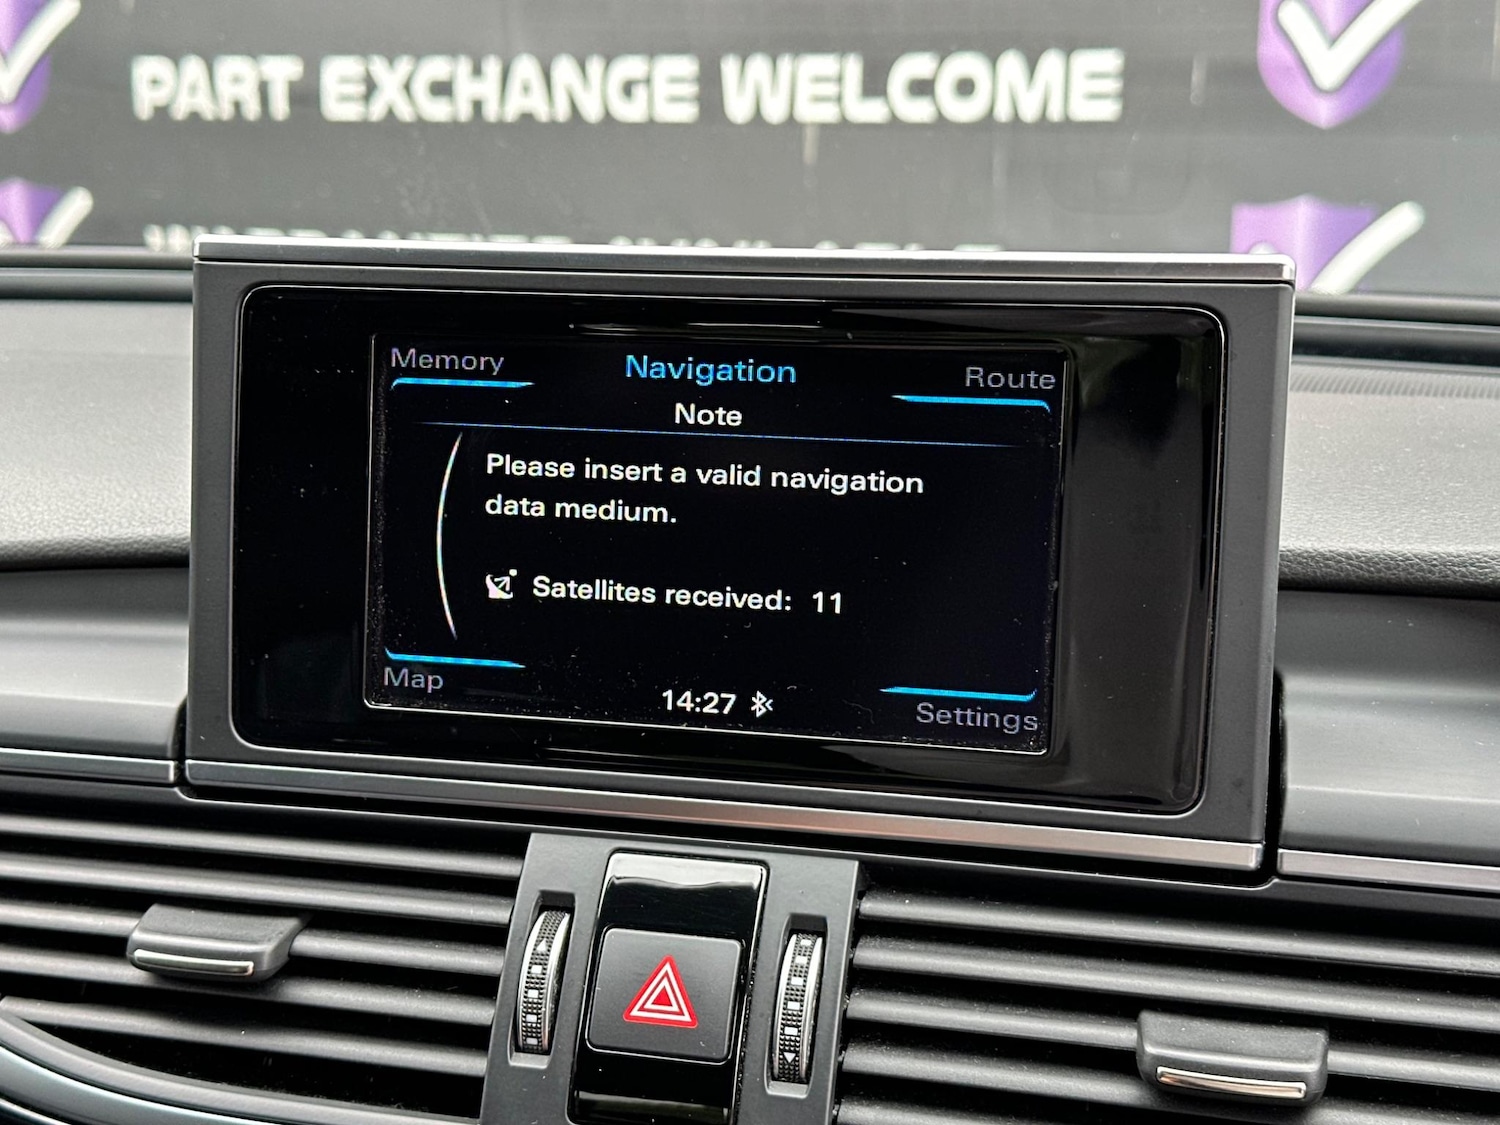 PART EXCHANGE WELCOME
Memory
Navigation
Route
Note
Please insert a valid navigation
data medium.
Satellites received: 11
Map
14:27
Settings